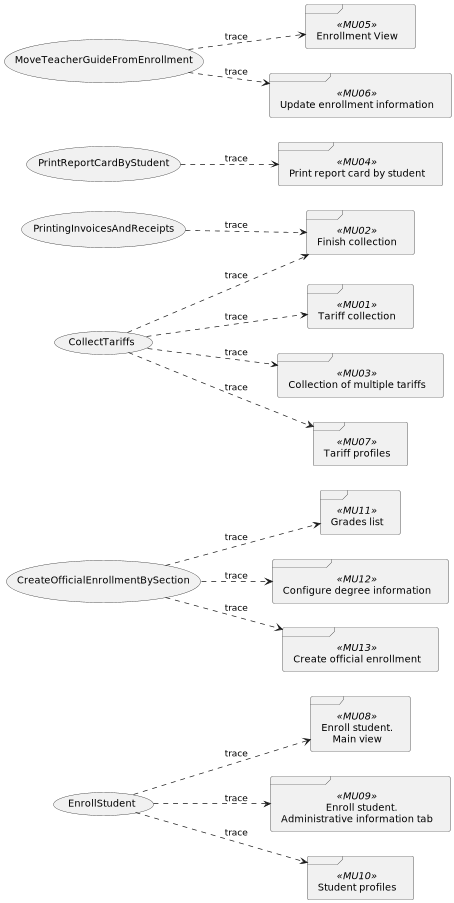 trace
«MU05»
Enrollment View
MoveTeacherGuideFromEnrollment
trace
«MU06»
Update enrollment information
PrintReportCardByStudent
trace
«MU04»
Print report card by student
PrintingInvoicesAndReceipts
trace
«MU02»
Finish collection
trace
«MU01»
Tariff collection
trace
CollectTariffs
trace
«MU03»
Collection of multiple tariffs
trace
«MU07»
Tariff profiles
«MU11»
Grades list
trace
CreateOfficialEnrollmentBySection
trace
«MU12»
Configure degree information
trace
«MU13»
Create official enrollment
«MU08»
Enroll student.
Main view
trace
EnrollStudent
trace
«MU09»
Enroll student.
Administrative information tab
trace
«MU10»
Student profiles